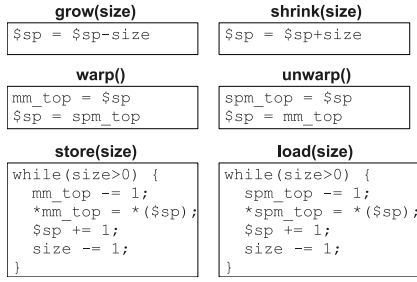 grow(size)
$sp = $sp-size
shrink(size)
$sp = $sp+size
warp()
mm_top = $sp
$sp = spm_top
unwarp()
spm_top = $sp
$sp = mm_top
store(size)
while(size>0) {
mm_top -= 1;
*mm_top = *($sp);
$sp += 1;
size -= 1;
}
load(size)
while(size>0) {
spm_top -= 1;
*spm_top = *($sp);
$sp += 1;
size -= 1;
}